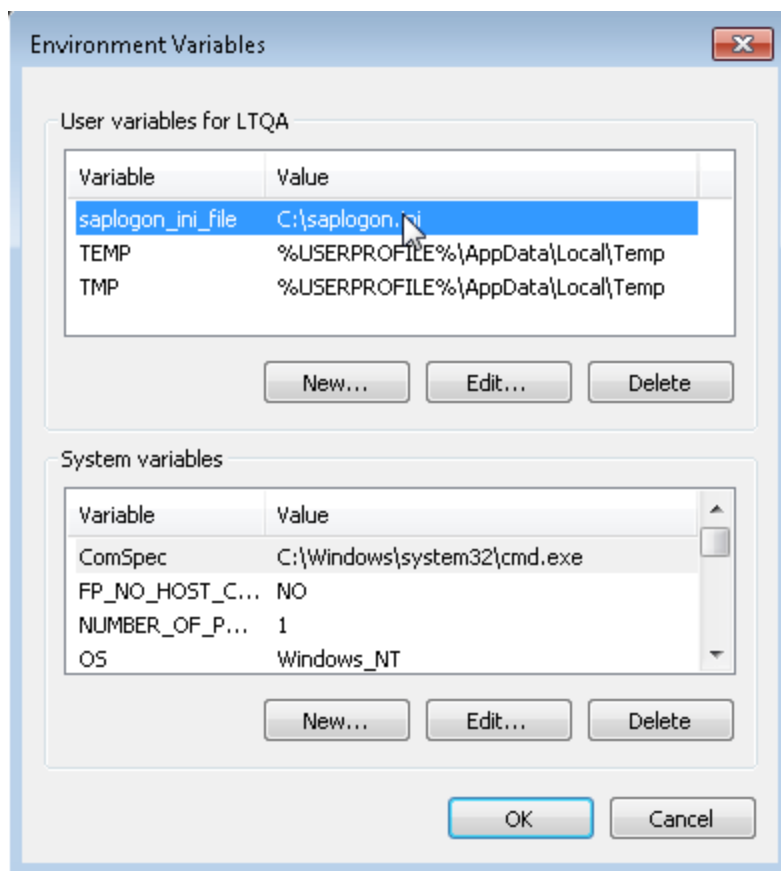 Environment Variables
User variables for LTQA
Variable Value
saplogon_ini_file C:\saplogon.ini
TEMP %USERPROFILE%\AppData\Local\Temp
TMP %USERPROFILE%\AppData\Local\Temp
New... Edit... Delete
System variables
Variable Value
ComSpec C:\Windows\system32\cmd.exe
FP_NO_HOST_C... NO
NUMBER_OF_P... 1
OS Windows_NT
New... Edit... Delete
OK Cancel